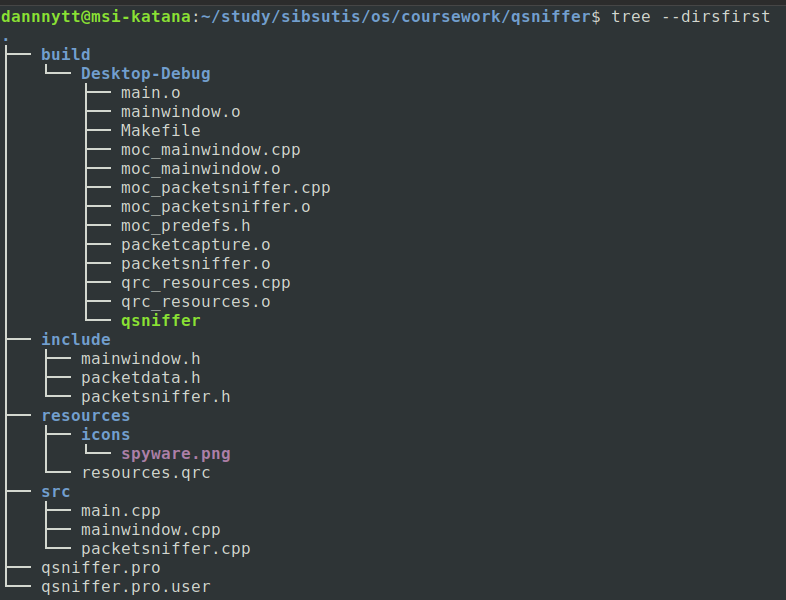 dannnytt@msi-katana:~/study/sibsutis/os/coursework/qsniffer$ tree --dirsfirst
.
├── build
│   └── Desktop-Debug
│       ├── main.o
│       ├── mainwindow.o
│       ├── Makefile
│       ├── moc_mainwindow.cpp
│       ├── moc_mainwindow.o
│       ├── moc_packetsniffer.cpp
│       ├── moc_packetsniffer.o
│       ├── moc_predefs.h
│       ├── packetcapture.o
│       ├── packetsniffer.o
│       ├── qrc_resources.cpp
│       ├── qrc_resources.o
│       └── qsniffer
├── include
│   ├── mainwindow.h
│   ├── packetdata.h
│   └── packetsniffer.h
├── resources
│   ├── icons
│   │   └── spyware.png
│   └── resources.qrc
├── src
│   ├── main.cpp
│   ├── mainwindow.cpp
│   └── packetsniffer.cpp
├── qsniffer.pro
└── qsniffer.pro.user